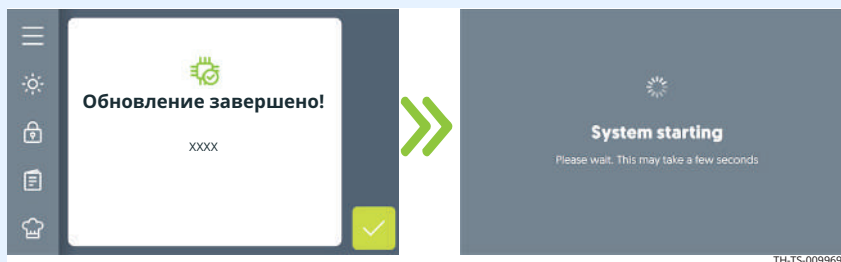 Обновление завершено!
xxxx
System starting
Please wait. This may take a few seconds
TH-TS-009969